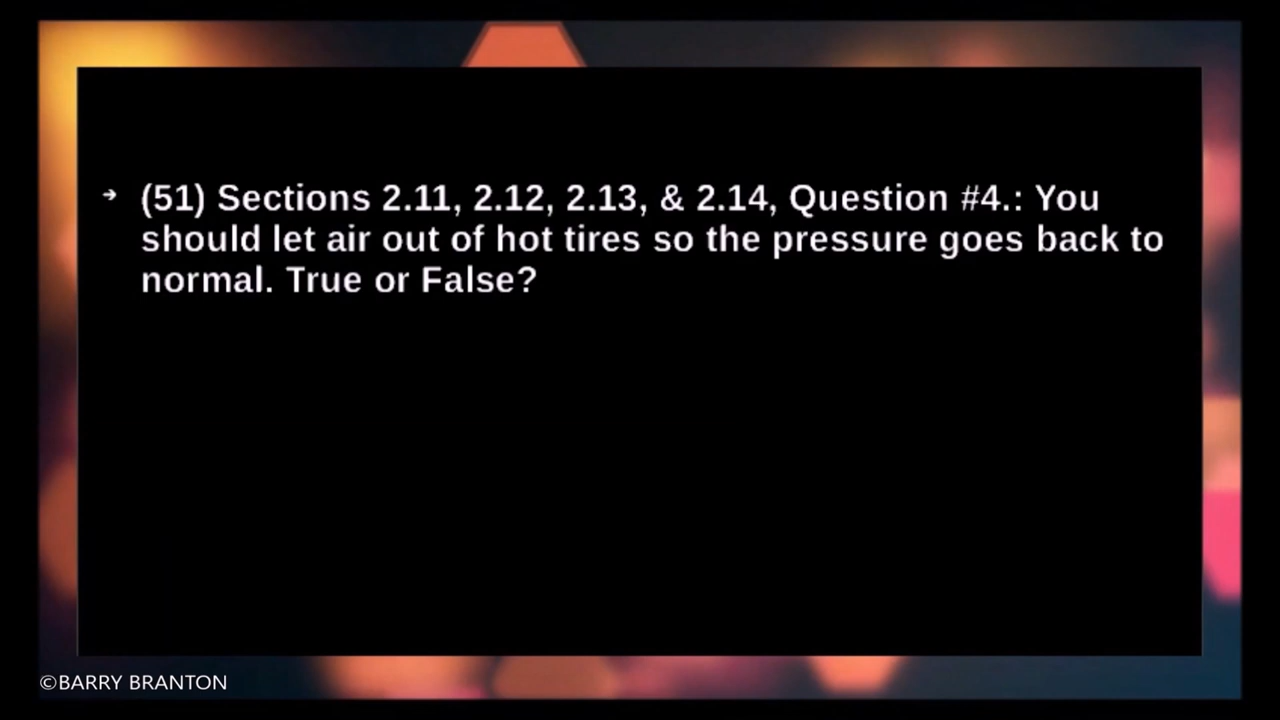 ➔ (51) Sections 2.11, 2.12, 2.13, & 2.14, Question #4.: You
should let air out of hot tires so the pressure goes back to
normal. True or False?
©BARRY BRANTON